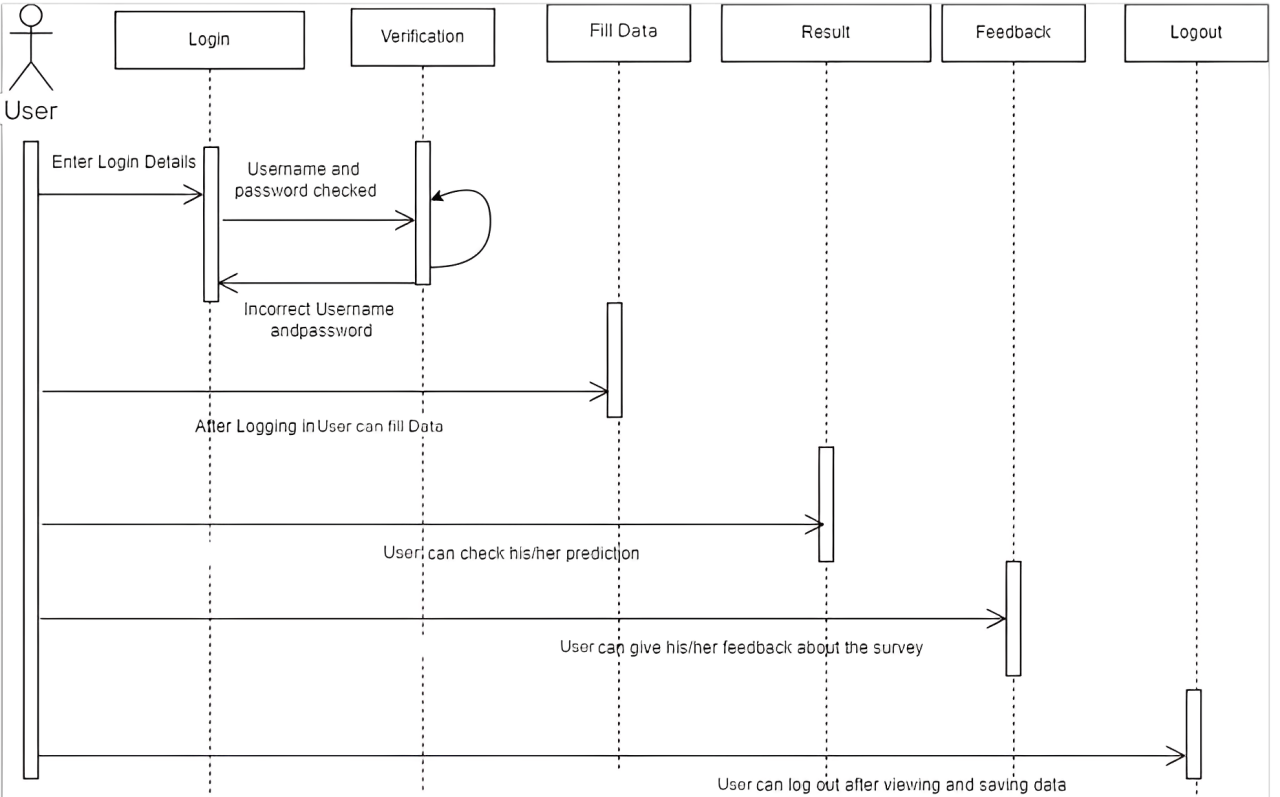 Login
Verification
Fill Data
Result
Feedback
Logout
User
Enter Login Details
Username and
password checked
Incorrect Username
andpassword
After Logging in User can fill Data
User can check his/her prediction
User can give his/her feedback about the survey
User can log out after viewing and saving data